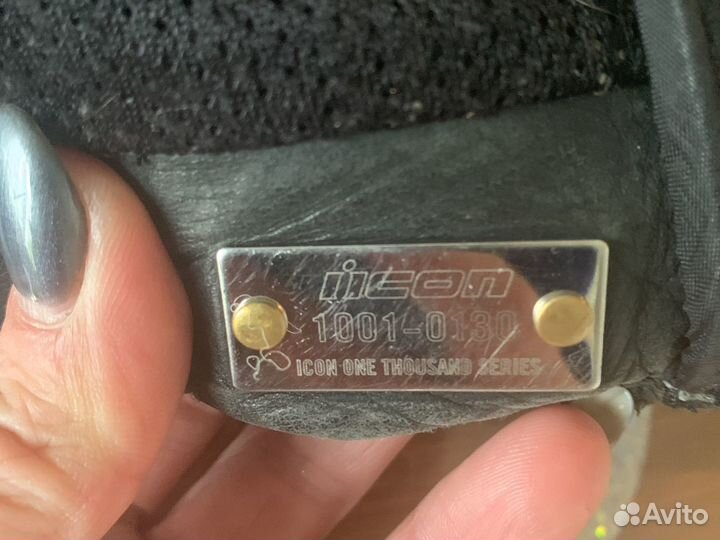 icon
1001-0130
ICON ONE THOUSAND SERIES
Avito